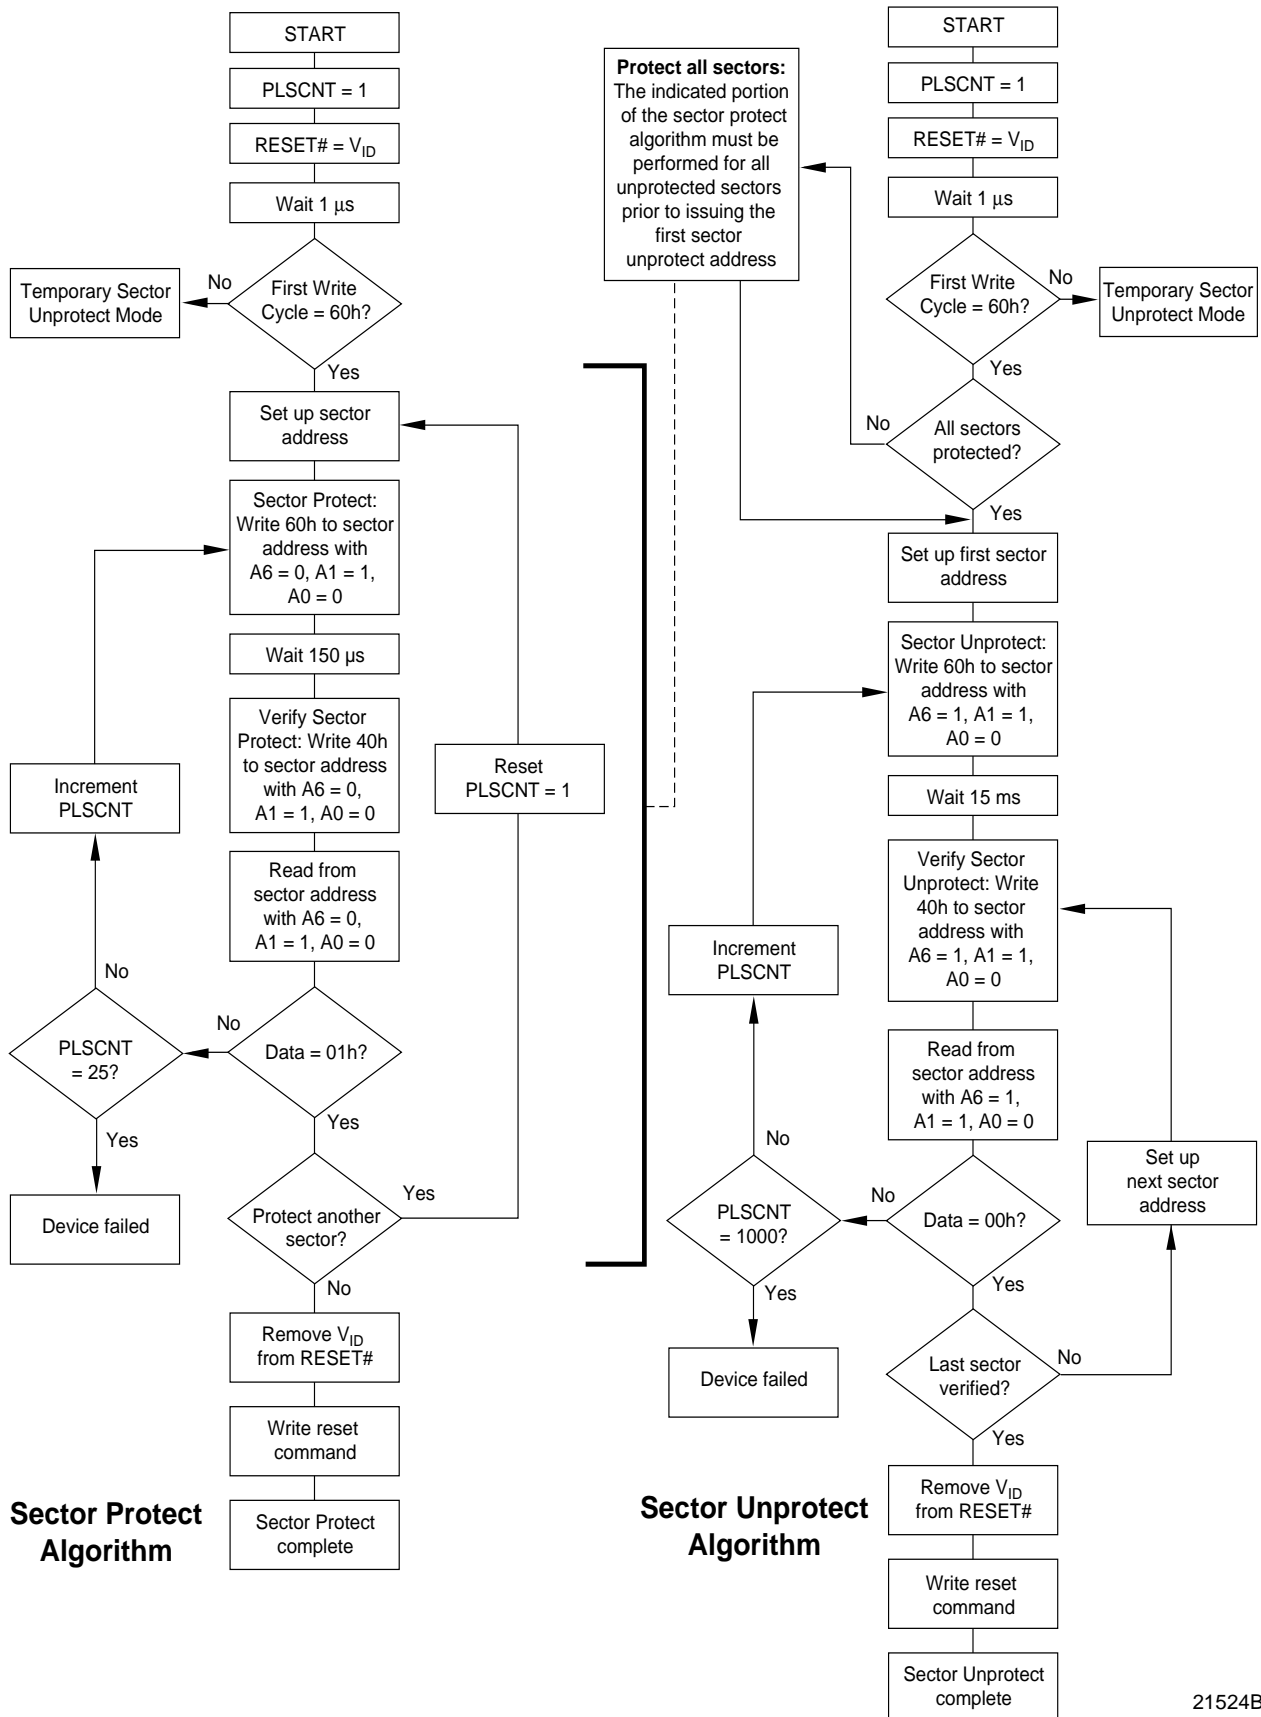 START
PLSCNT = 1
RESET# = VID
Wait 1 μs
First Write
Cycle = 60h?
No
Temporary Sector
Unprotect Mode
Yes
Set up sector
address
Sector Protect:
Write 60h to sector
address with
A6 = 0, A1 = 1,
A0 = 0
Wait 150 µs
Verify Sector
Protect: Write 40h
to sector address
with A6 = 0,
A1 = 1, A0 = 0
Reset
PLSCNT = 1
Increment
PLSCNT
Read from
sector address
with A6 = 0,
A1 = 1, A0 = 0
No
No
PLSCNT
= 25?
Data = 01h?
Yes
Yes
Device failed
Protect another
sector?
Yes
No
Remove VID
from RESET#
Write reset
command
Sector Protect
complete
Sector Protect
Algorithm
Protect all sectors:
The indicated portion
of the sector protect
algorithm must be
performed for all
unprotected sectors
prior to issuing the
first sector
unprotect address
START
PLSCNT = 1
RESET# = VID
Wait 1 μs
First Write
Cycle = 60h?
No
Temporary Sector
Unprotect Mode
Yes
No
All sectors
protected?
Yes
Set up first sector
address
Sector Unprotect:
Write 60h to sector
address with
A6 = 1, A1 = 1,
A0 = 0
Wait 15 ms
Verify Sector
Unprotect: Write
40h to sector
address with
A6 = 1, A1 = 1,
A0 = 0
Increment
PLSCNT
Read from
sector address
with A6 = 1,
A1 = 1, A0 = 0
No
No
PLSCNT
= 1000?
Data = 00h?
Set up
next sector
address
Yes
Yes
Device failed
Last sector
verified?
No
Yes
Remove VID
from RESET#
Write reset
command
Sector Unprotect
complete
Sector Unprotect
Algorithm
21524B